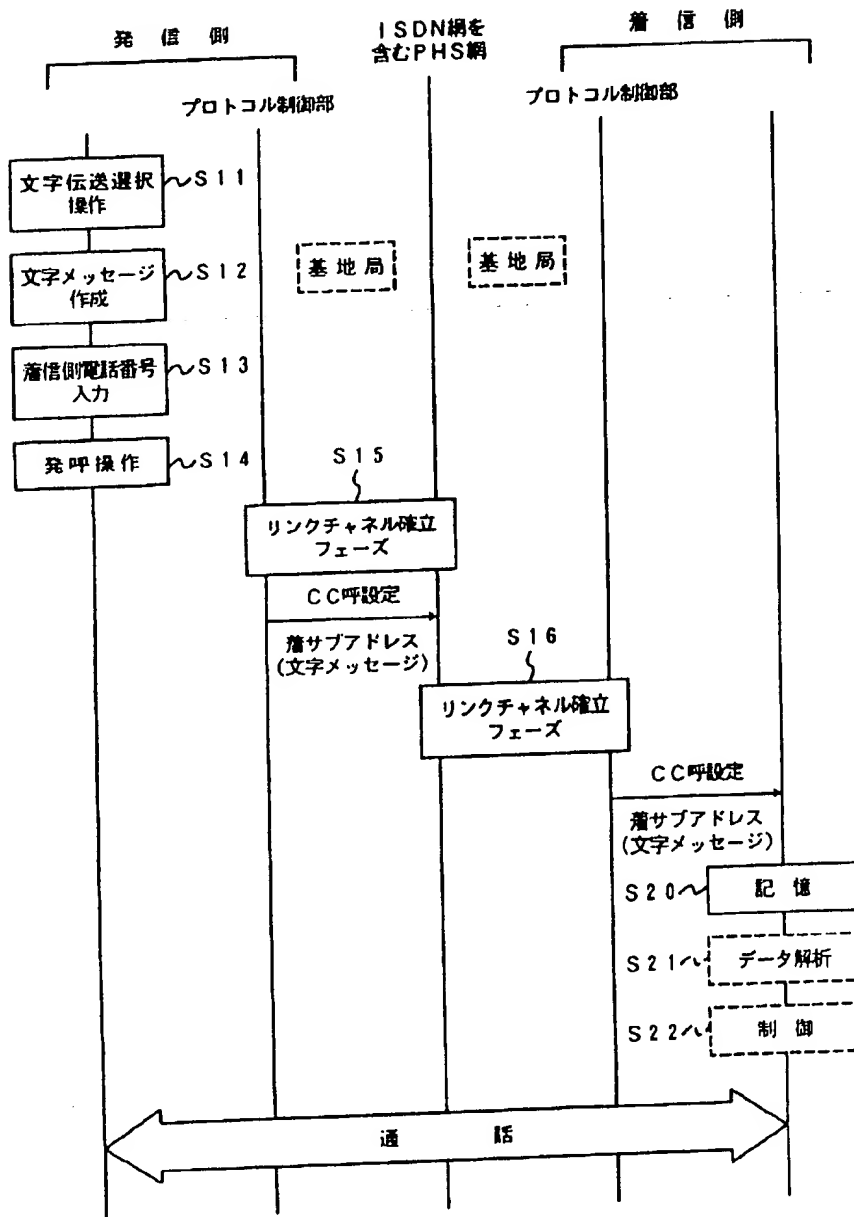 発信側
ISDN網を
含むPHS網
着信側
プロトコル制御部
プロトコル制御部
文字伝送選択
操作
S11
文字メッセージ
作成
S12
基地局
基地局
着信側電話番号
入力
S13
発呼操作
S14
S15
リンクチャネル確立
フェーズ
CC呼設定
着サブアドレス
(文字メッセージ)
S16
リンクチャネル確立
フェーズ
CC呼設定
着サブアドレス
(文字メッセージ)
S20
記憶
S21
データ解析
S22
制御
通話